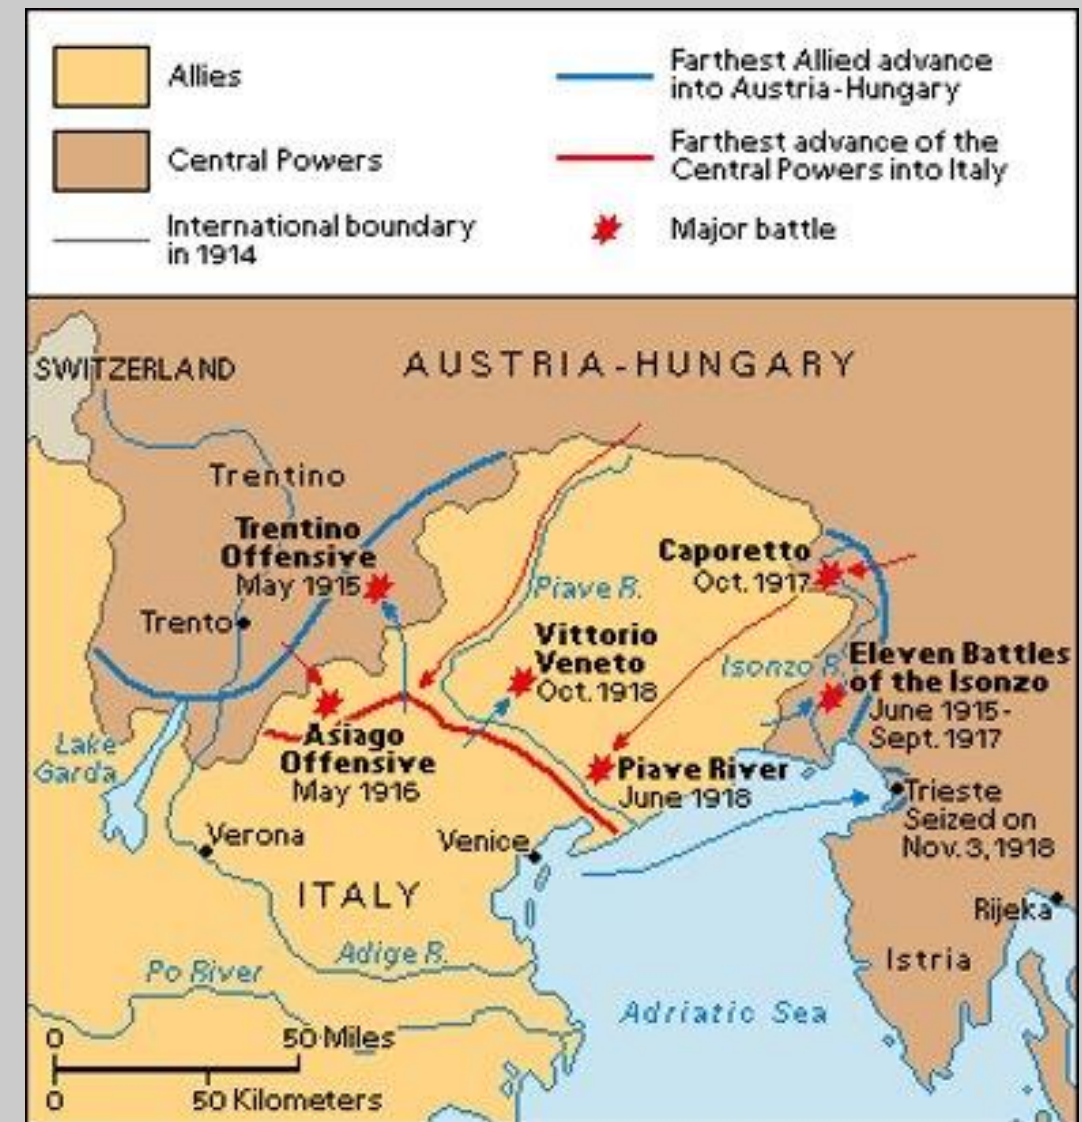 Allies
Central Powers
International boundary
in 1914
Farthest Allied advance
into Austria-Hungary
Farthest advance of the
Central Powers into Italy
Major battle
SWITZERLAND
AUSTRIA-HUNGARY
Trentino
Trentino
Offensive
May 1915
Trento
Caporetto
Oct. 1917
Piave R.
Vittorio
Veneto
Oct. 1918
Isonzo R.
Eleven Battles
of the Isonzo
June 1915-
Sept. 1917
Lake
Garda
Asiago
Offensive
May 1916
Piave River
June 1918
Trieste
Seized on
Nov. 3, 1918
Verona
Venice
ITALY
Rijeka
Istria
Adige R.
Po River
Adriatic Sea
0 50 Miles
0 50 Kilometers